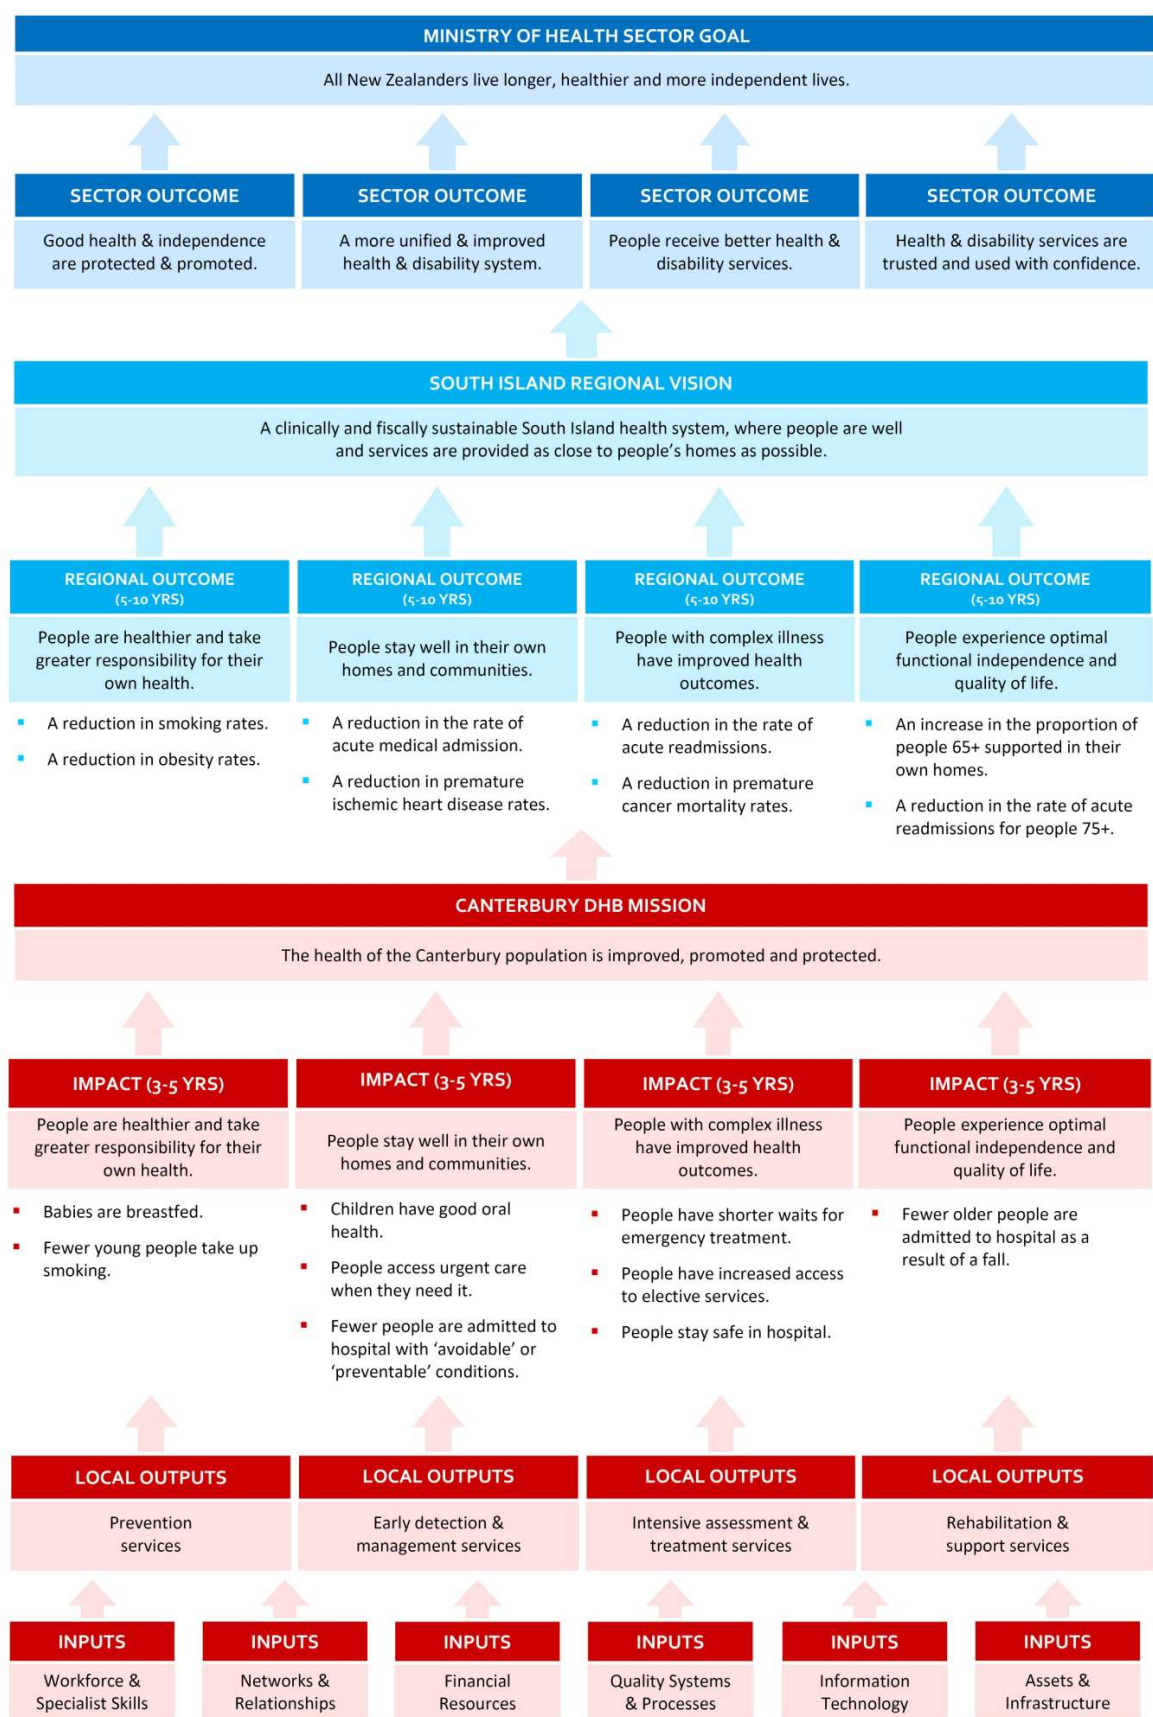 MINISTRY OF HEALTH SECTOR GOAL
All New Zealanders live longer, healthier and more independent lives.
SECTOR OUTCOME
Good health & independence
are protected & promoted.
SECTOR OUTCOME
A more unified & improved
health & disability system.
SECTOR OUTCOME
People receive better health &
disability services.
SECTOR OUTCOME
Health & disability services are
trusted and used with confidence.
SOUTH ISLAND REGIONAL VISION
A clinically and fiscally sustainable South Island health system, where people are well
and services are provided as close to people's homes as possible.
REGIONAL OUTCOME
(5-10 YRS)
People are healthier and take
greater responsibility for their
own health.
▪ A reduction in smoking rates.
▪ A reduction in obesity rates.
REGIONAL OUTCOME
(5-10 YRS)
People stay well in their own
homes and communities.
▪ A reduction in the rate of
acute medical admission.
▪ A reduction in premature
ischemic heart disease rates.
REGIONAL OUTCOME
(5-10 YRS)
People with complex illness
have improved health
outcomes.
▪ A reduction in the rate of
acute readmissions.
▪ A reduction in premature
cancer mortality rates.
REGIONAL OUTCOME
(5-10 YRS)
People experience optimal
functional independence and
quality of life.
▪ An increase in the proportion of
people 65+ supported in their
own homes.
▪ A reduction in the rate of acute
readmissions for people 75+.
CANTERBURY DHB MISSION
The health of the Canterbury population is improved, promoted and protected.
IMPACT (3-5 YRS)
People are healthier and take
greater responsibility for their
own health.
▪ Babies are breastfed.
▪ Fewer young people take up
smoking.
IMPACT (3-5 YRS)
People stay well in their own
homes and communities.
▪ Children have good oral
health.
▪ People access urgent care
when they need it.
▪ Fewer people are admitted to
hospital with ‘avoidable’ or
‘preventable’ conditions.
IMPACT (3-5 YRS)
People with complex illness
have improved health
outcomes.
▪ People have shorter waits for
emergency treatment.
▪ People have increased access
to elective services.
▪ People stay safe in hospital.
IMPACT (3-5 YRS)
People experience optimal
functional independence and
quality of life.
▪ Fewer older people are
admitted to hospital as a
result of a fall.
LOCAL OUTPUTS
Prevention
services
LOCAL OUTPUTS
Early detection &
management services
LOCAL OUTPUTS
Intensive assessment &
treatment services
LOCAL OUTPUTS
Rehabilitation &
support services
INPUTS
Workforce &
Specialist Skills
INPUTS
Networks &
Relationships
INPUTS
Financial
Resources
INPUTS
Quality Systems
& Processes
INPUTS
Information
Technology
INPUTS
Assets &
Infrastructure